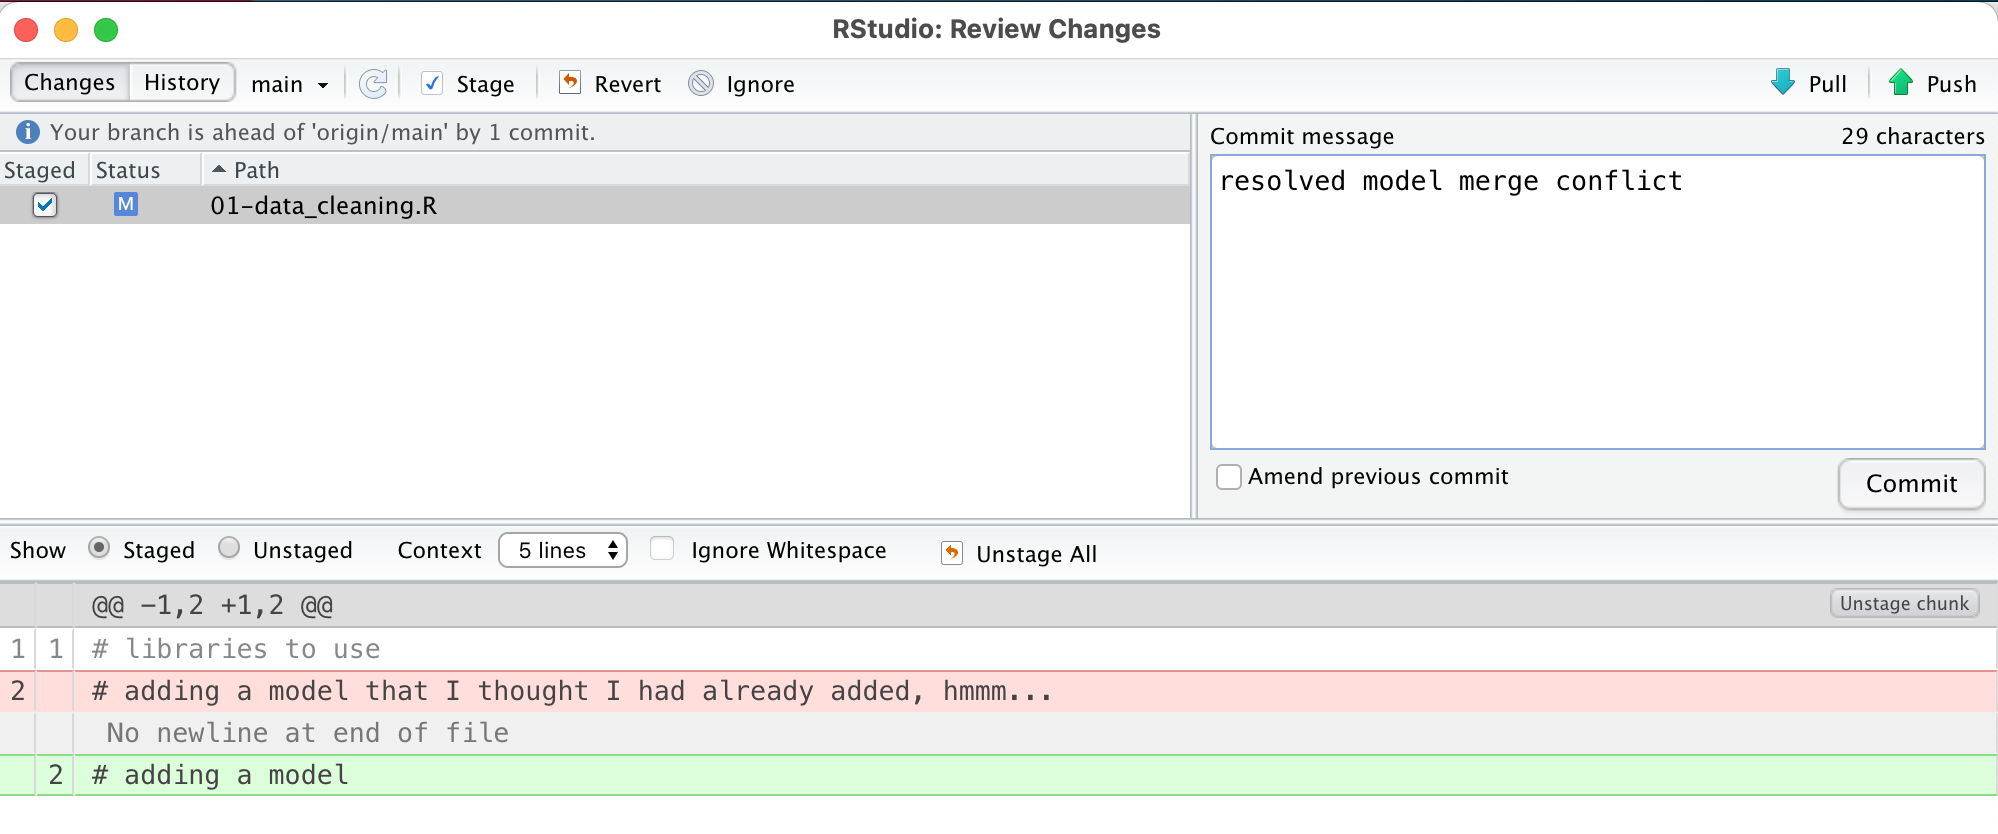 RStudio: Review Changes
Changes History main Stage Revert Ignore Pull Push
Your branch is ahead of 'origin/main' by 1 commit.
Staged Status Path
M 01-data_cleaning.R
Commit message 29 characters
resolved model merge conflict
Amend previous commit Commit
Show Staged Unstaged Context 5 lines Ignore Whitespace Unstage All
@@ -1,2 +1,2 @@ Unstage chunk
1 1 # libraries to use
2 # adding a model that I thought I had already added, hmmm...
No newline at end of file
2 # adding a model